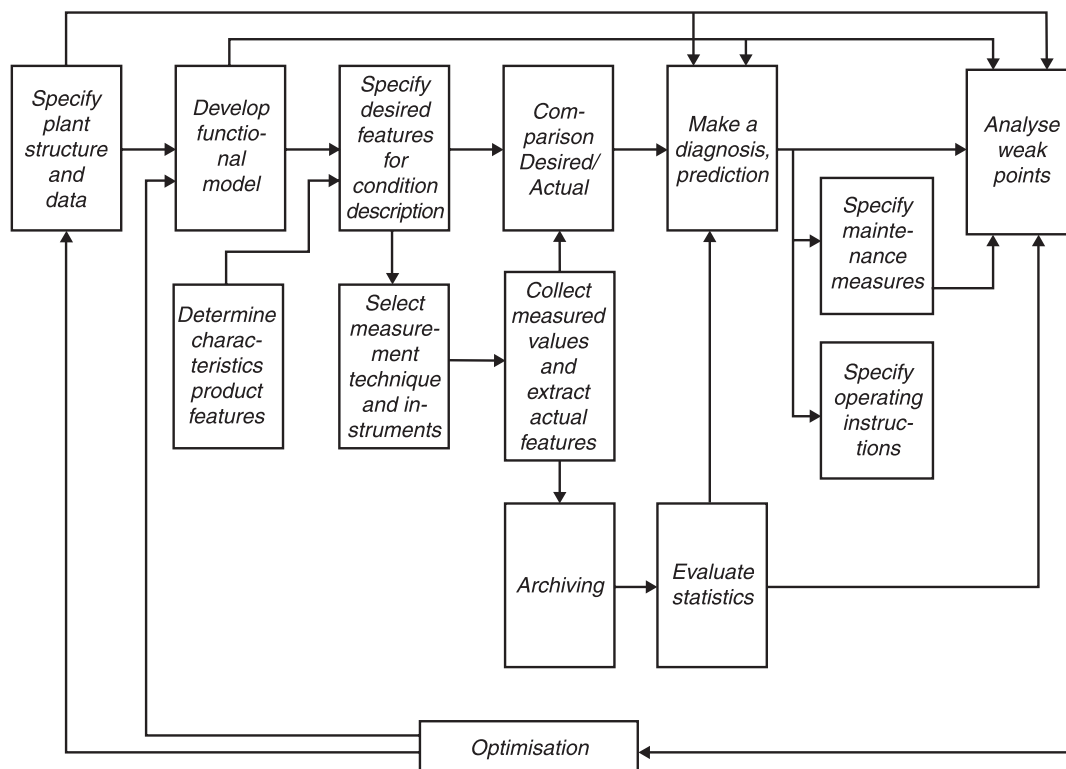 Specify
plant
structure
and
data
Develop
functio-
nal
model
Specify
desired
features
for
condition
description
Com-
parison
Desired/
Actual
Make a
diagnosis,
prediction
Analyse
weak
points
Specify
mainte-
nance
measures
Determine
charac-
teristics
product
features
Select
measure-
ment
technique
and in-
struments
Collect
measured
values
and
extract
actual
features
Specify
operating
instruc-
tions
Archiving
Evaluate
statistics
Optimisation